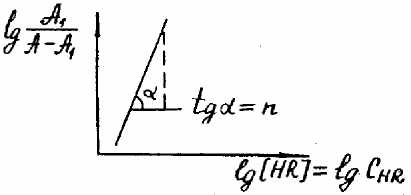 lg A₁/(A−A₁)
α
tgα=n
lg[HR]=lg C_HR